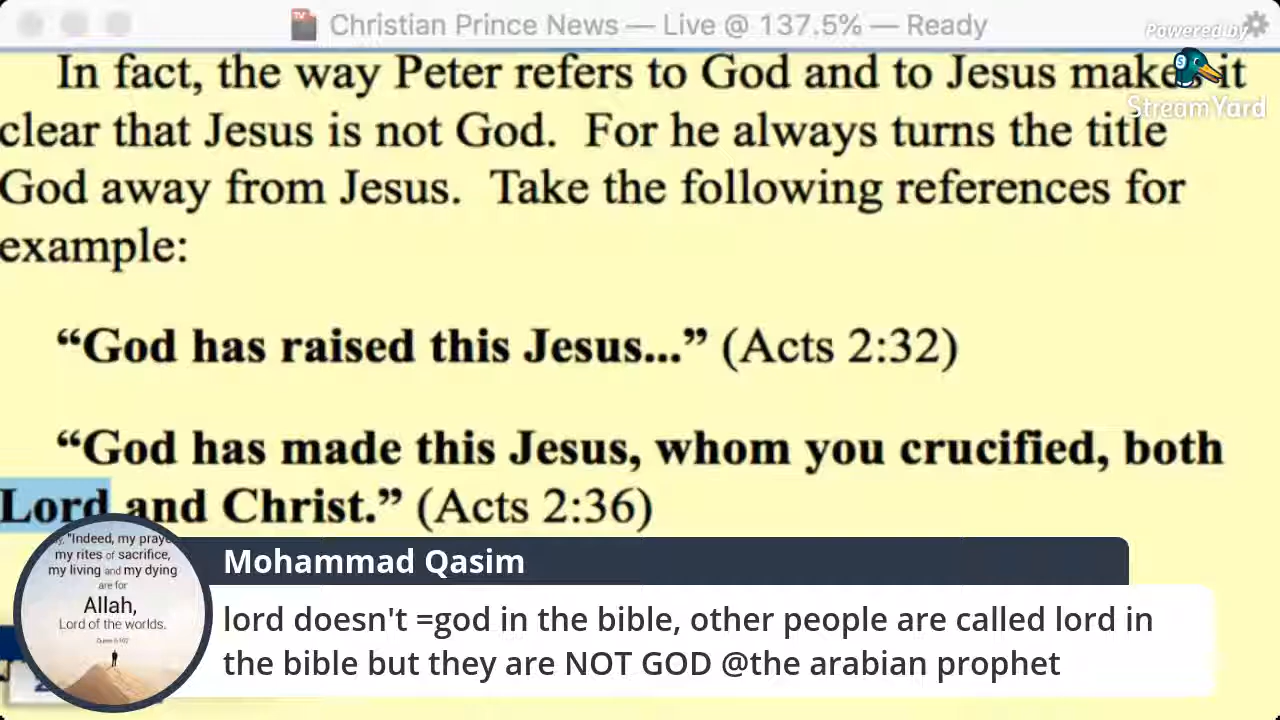 Christian Prince News — Live @ 137.5% — Ready
Powered by
StreamYard
In fact, the way Peter refers to God and to Jesus makes it
clear that Jesus is not God. For he always turns the title
God away from Jesus. Take the following references for
example:
“God has raised this Jesus...” (Acts 2:32)
“God has made this Jesus, whom you crucified, both
Lord and Christ.” (Acts 2:36)
"Indeed, my
my rites of sacrifice,
my living and my dying
are for
Allah,
Lord of the worlds.
Mohammad Qasim
lord doesn't =god in the bible, other people are called lord in
the bible but they are NOT GOD @the arabian prophet